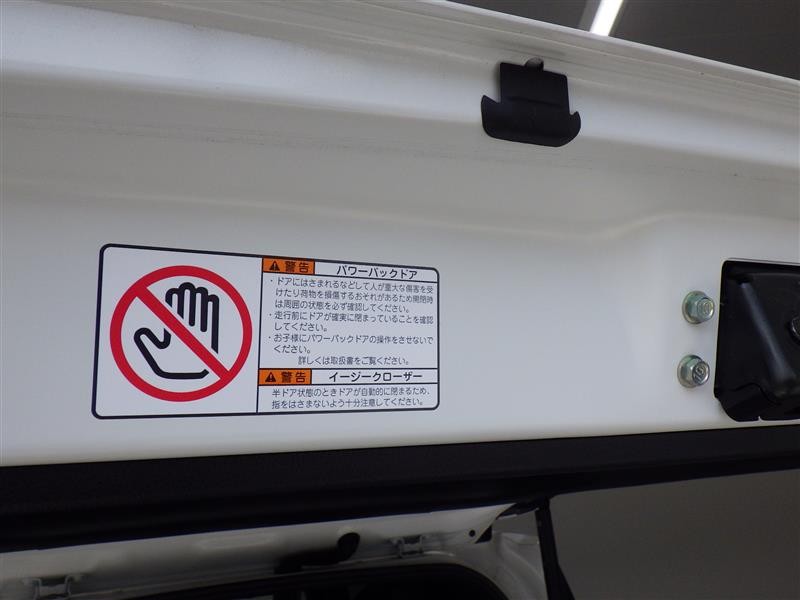 警告 パワーバックドア
・ドアにはさまれるなどして人が重大な傷害を受
けたり荷物を損傷するおそれがあるため開閉時
は周囲の状態を必ず確認してください。
・走行前にドアが確実に閉まっていることを確認
してください。
・お子様にパワーバックドアの操作をさせないで
ください。
詳しくは取扱書をご覧ください。
警告 イージークローザー
半ドア状態のときドアが自動的に閉まるため、
指をはさまないよう十分注意してください。